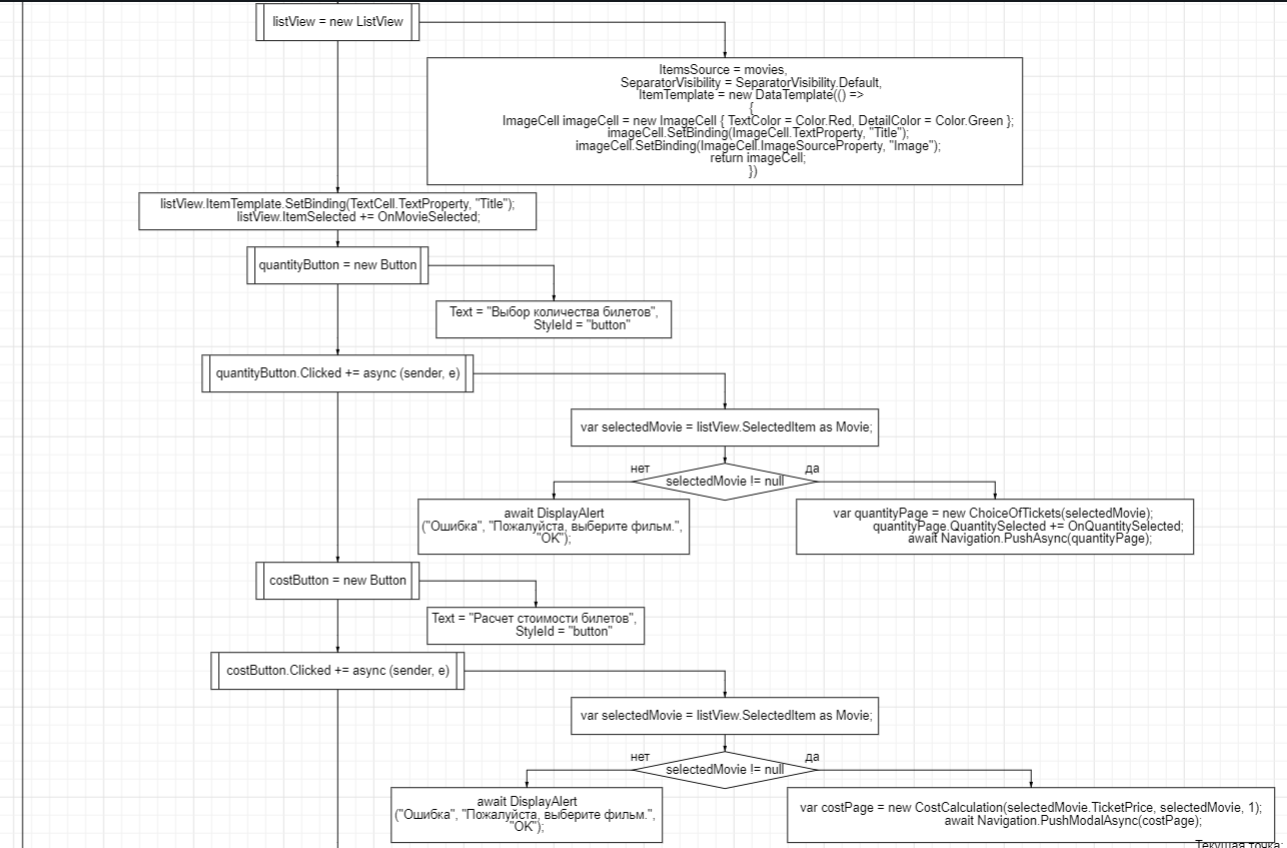 listView = new ListView
ItemsSource = movies,
SeparatorVisibility = SeparatorVisibility.Default,
ItemTemplate = new DataTemplate(() =>
{
ImageCell imageCell = new ImageCell { TextColor = Color.Red, DetailColor = Color.Green };
imageCell.SetBinding(ImageCell.TextProperty, "Title");
imageCell.SetBinding(ImageCell.ImageSourceProperty, "Image");
return imageCell;
})
listView.ItemTemplate.SetBinding(TextCell.TextProperty, "Title");
listView.ItemSelected += OnMovieSelected;
quantityButton = new Button
Text = "Выбор количества билетов",
StyleId = "button"
quantityButton.Clicked += async (sender, e)
var selectedMovie = listView.SelectedItem as Movie;
нет
selectedMovie != null
да
await DisplayAlert
("Ошибка", "Пожалуйста, выберите фильм.",
"OK");
var quantityPage = new ChoiceOfTickets(selectedMovie);
quantityPage.QuantitySelected += OnQuantitySelected;
await Navigation.PushAsync(quantityPage);
costButton = new Button
Text = "Расчет стоимости билетов",
StyleId = "button"
costButton.Clicked += async (sender, e)
var selectedMovie = listView.SelectedItem as Movie;
нет
selectedMovie != null
да
await DisplayAlert
("Ошибка", "Пожалуйста, выберите фильм.",
"OK");
var costPage = new CostCalculation(selectedMovie.TicketPrice, selectedMovie, 1);
await Navigation.PushModalAsync(costPage);
Текущая точка